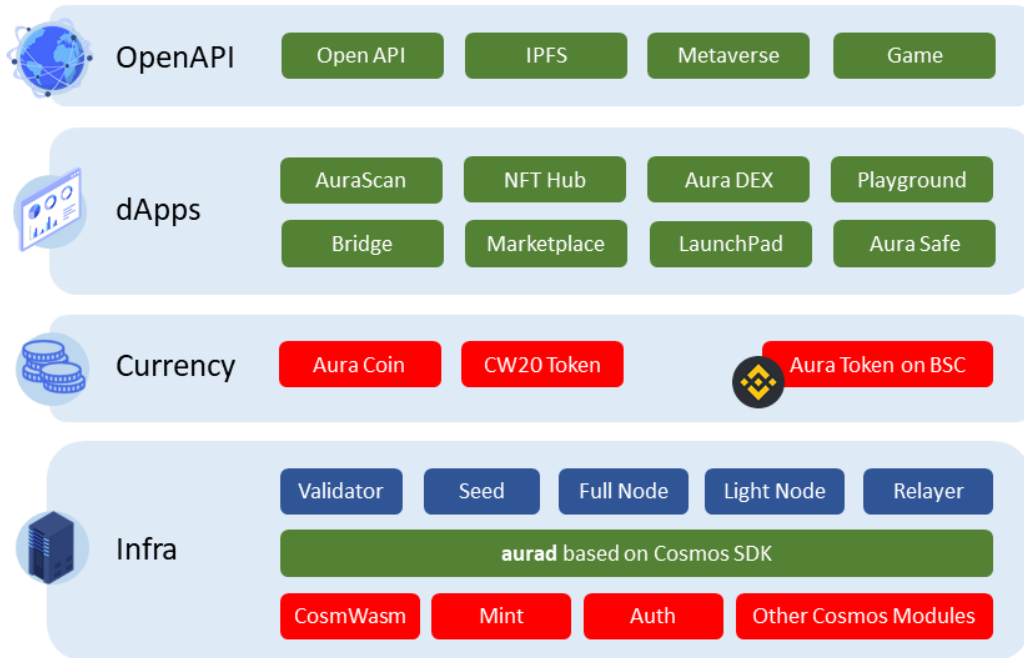 OpenAPI
Open API
IPFS
Metaverse
Game
dApps
AuraScan
NFT Hub
Aura DEX
Playground
Bridge
Marketplace
LaunchPad
Aura Safe
Currency
Aura Coin
CW20 Token
Aura Token on BSC
Infra
Validator
Seed
Full Node
Light Node
Relayer
aurad based on Cosmos SDK
CosmWasm
Mint
Auth
Other Cosmos Modules